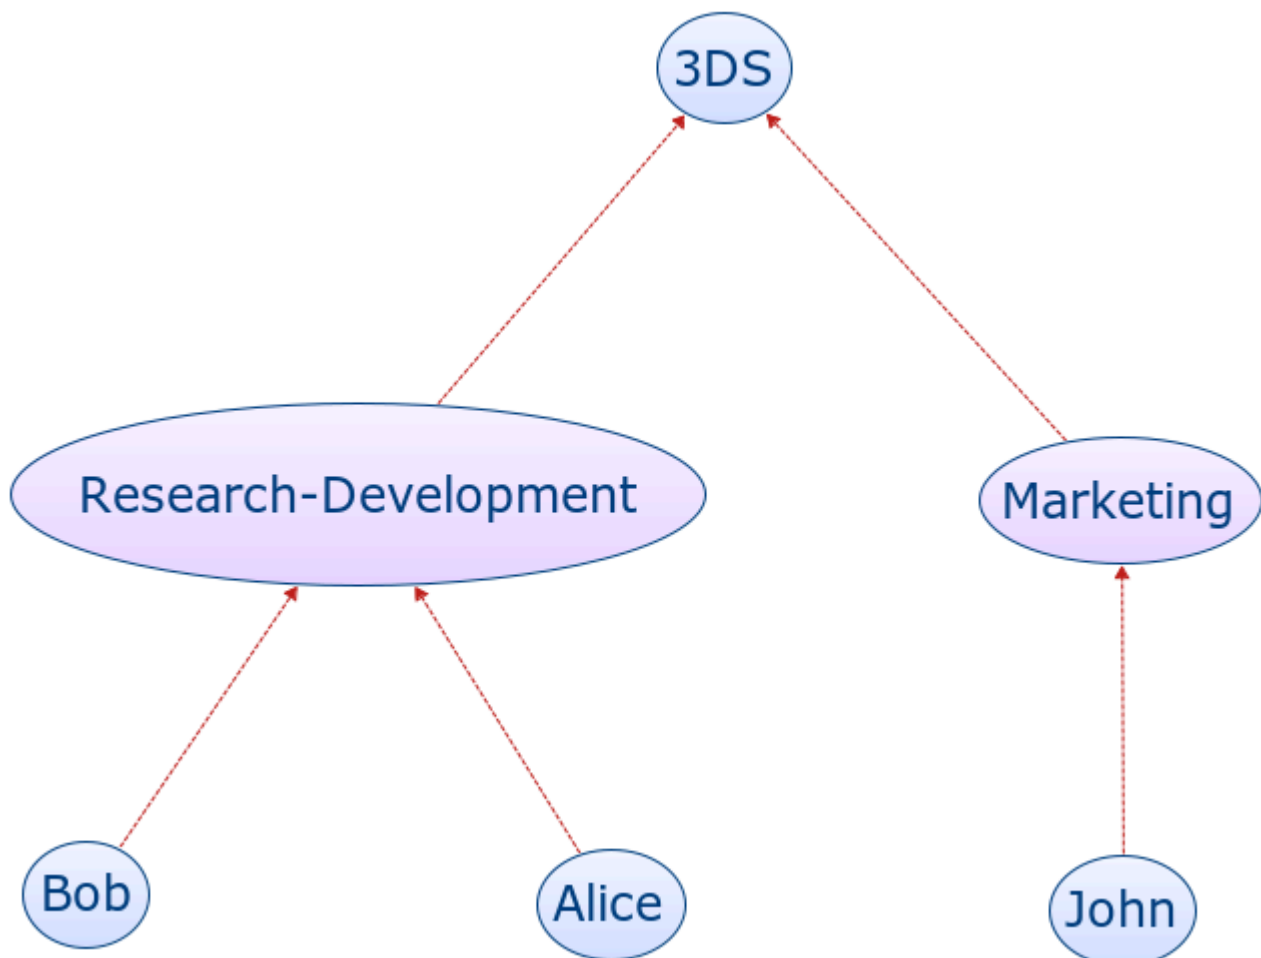 3DS
Research-Development
Marketing
Bob
Alice
John